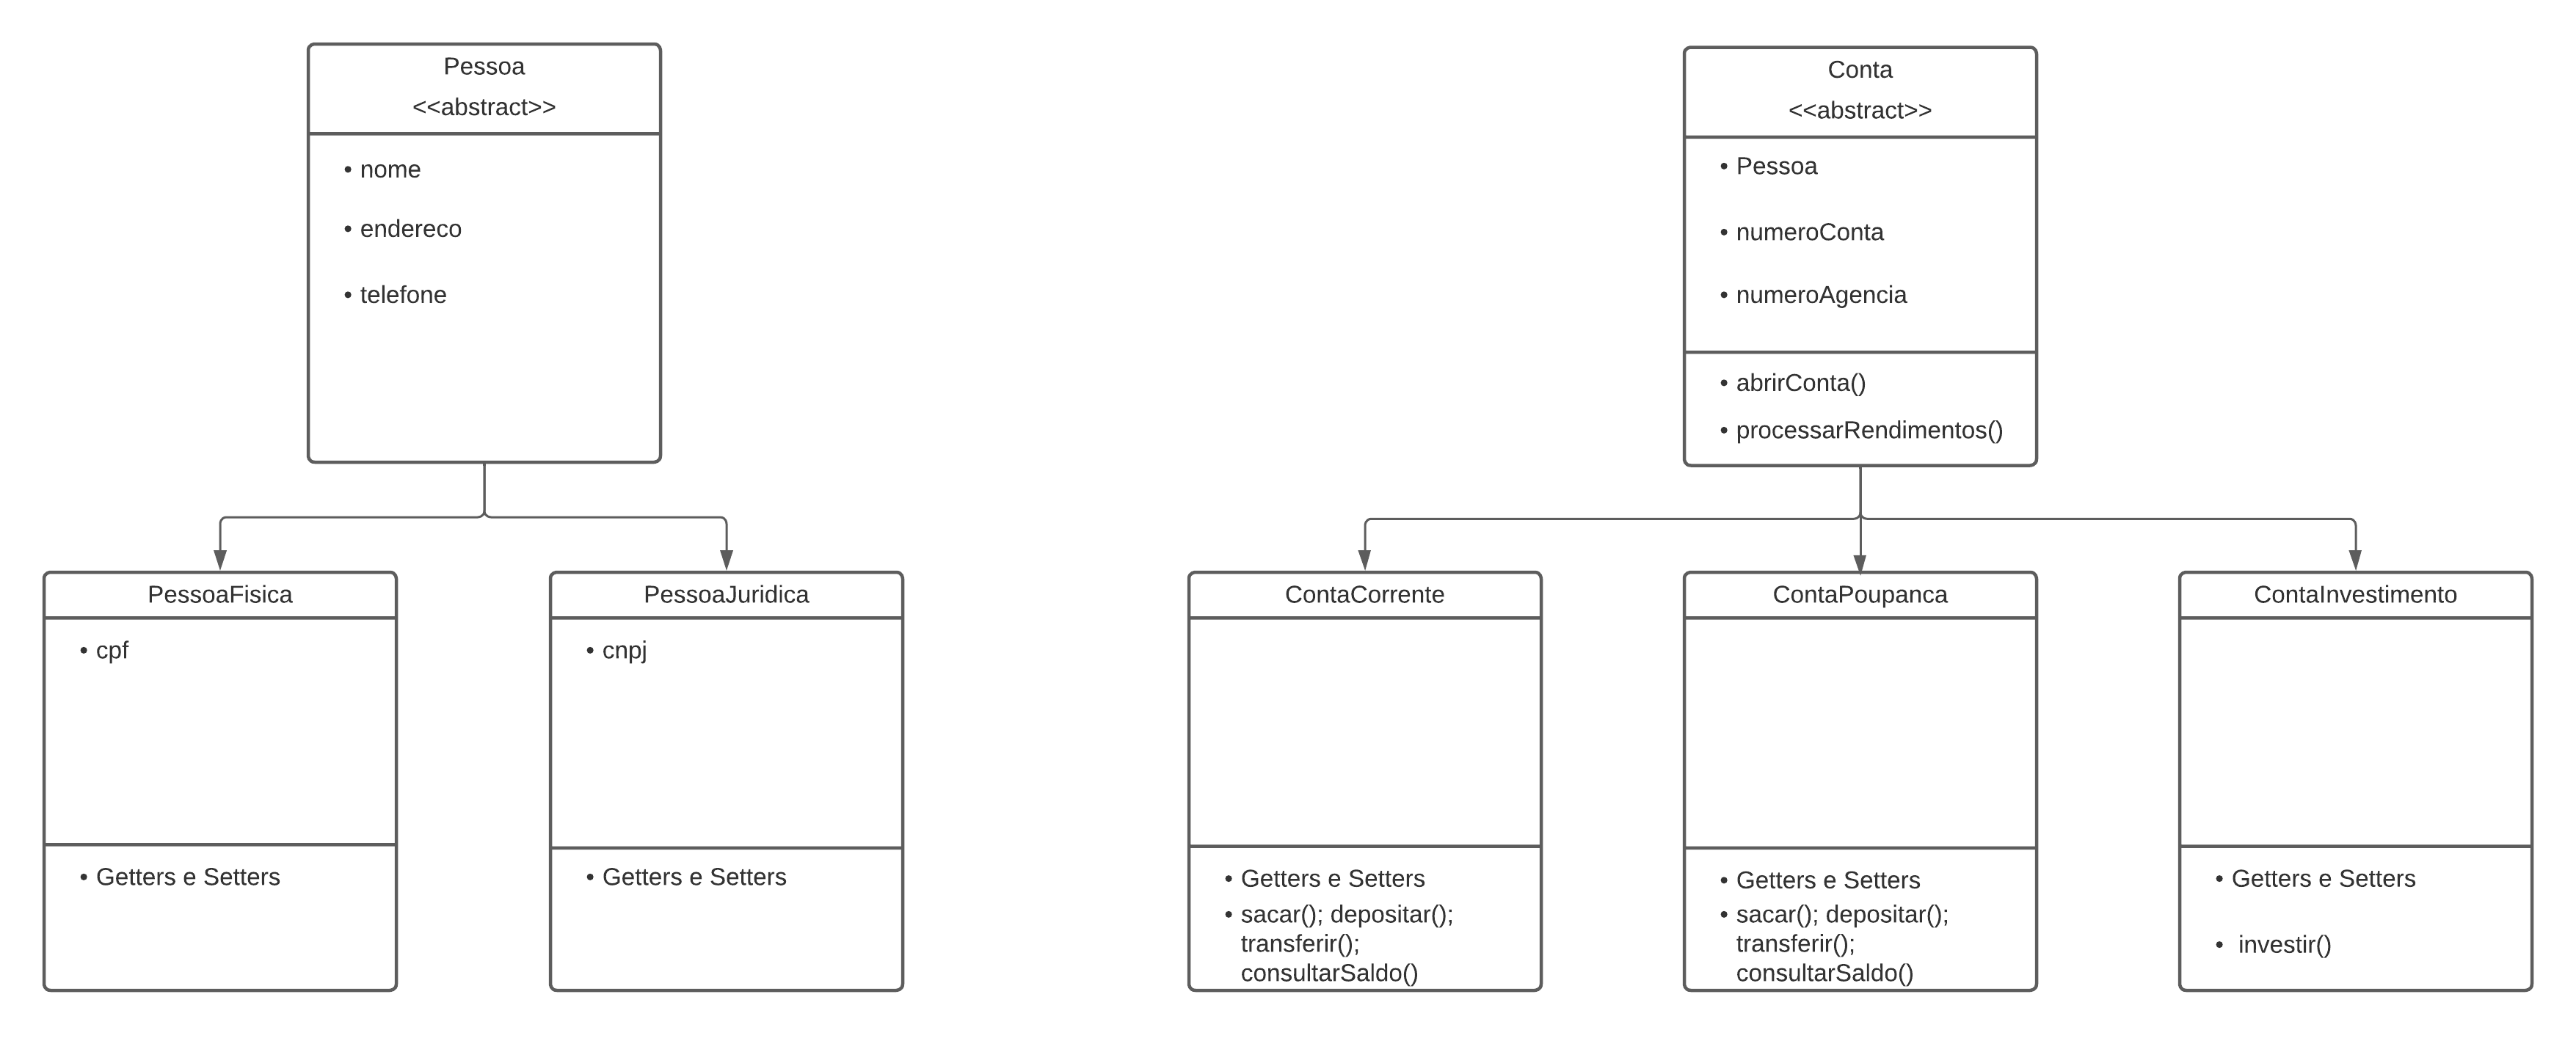 Pessoa
<<abstract>>
• nome
• endereco
• telefone
Conta
<<abstract>>
• Pessoa
• numeroConta
• numeroAgencia
• abrirConta()
• processarRendimentos()
PessoaFisica
• cpf
• Getters e Setters
PessoaJuridica
• cnpj
• Getters e Setters
ContaCorrente
• Getters e Setters
• sacar(); depositar();
transferir();
consultarSaldo()
ContaPoupanca
• Getters e Setters
• sacar(); depositar();
transferir();
consultarSaldo()
ContaInvestimento
• Getters e Setters
• investir()